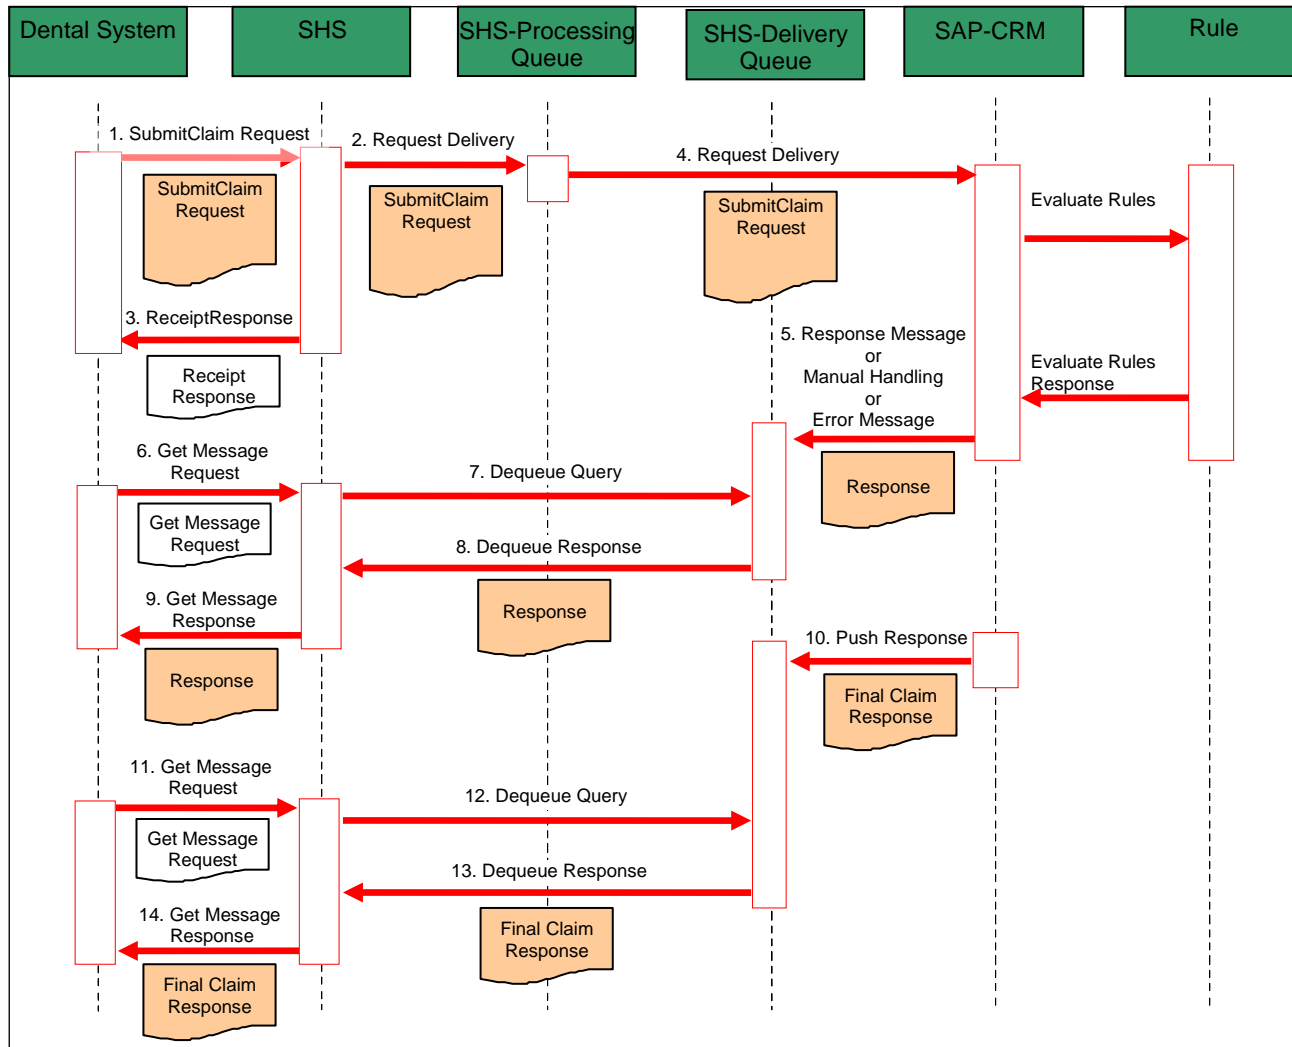 Dental System
SHS
SHS-Processing
Queue
SHS-Delivery
Queue
SAP-CRM
Rule
1. SubmitClaim Request
2. Request Delivery
4. Request Delivery
SubmitClaim
Request
SubmitClaim
Request
SubmitClaim
Request
Evaluate Rules
3. ReceiptResponse
Receipt
Response
5. Response Message
or
Manual Handling
or
Error Message
Evaluate Rules
Response
6. Get Message
Request
7. Dequeue Query
Response
Get Message
Request
8. Dequeue Response
Response
9. Get Message
Response
Response
10. Push Response
Final Claim
Response
11. Get Message
Request
12. Dequeue Query
Get Message
Request
13. Dequeue Response
14. Get Message
Response
Final Claim
Response
Final Claim
Response